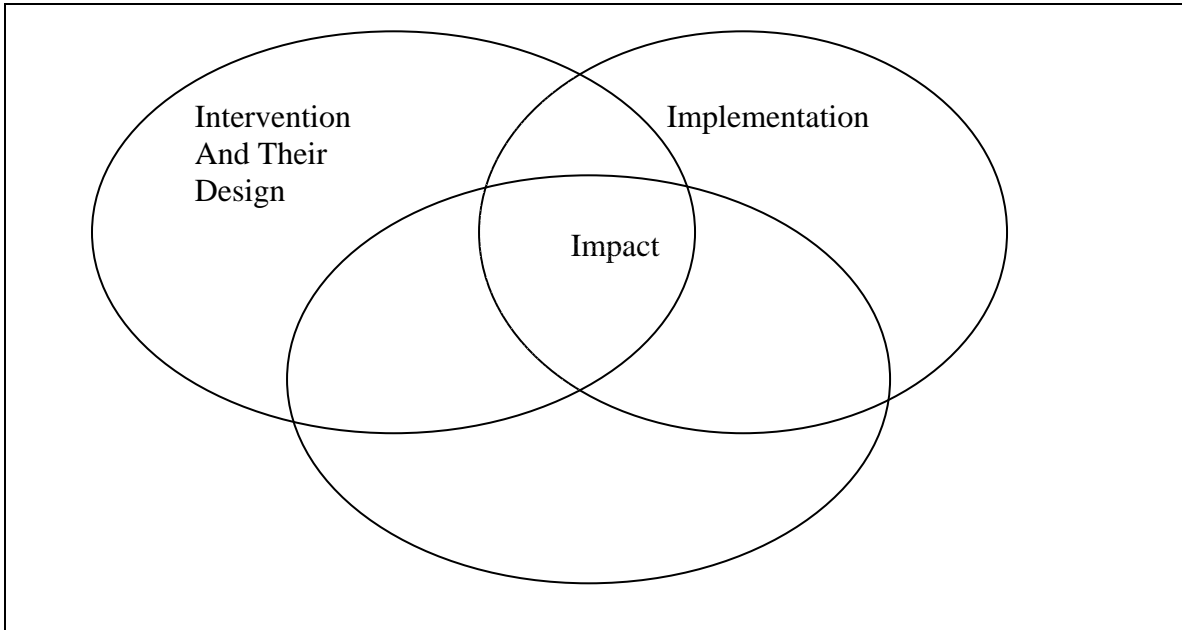 Intervention
And Their
Design
Implementation
Impact